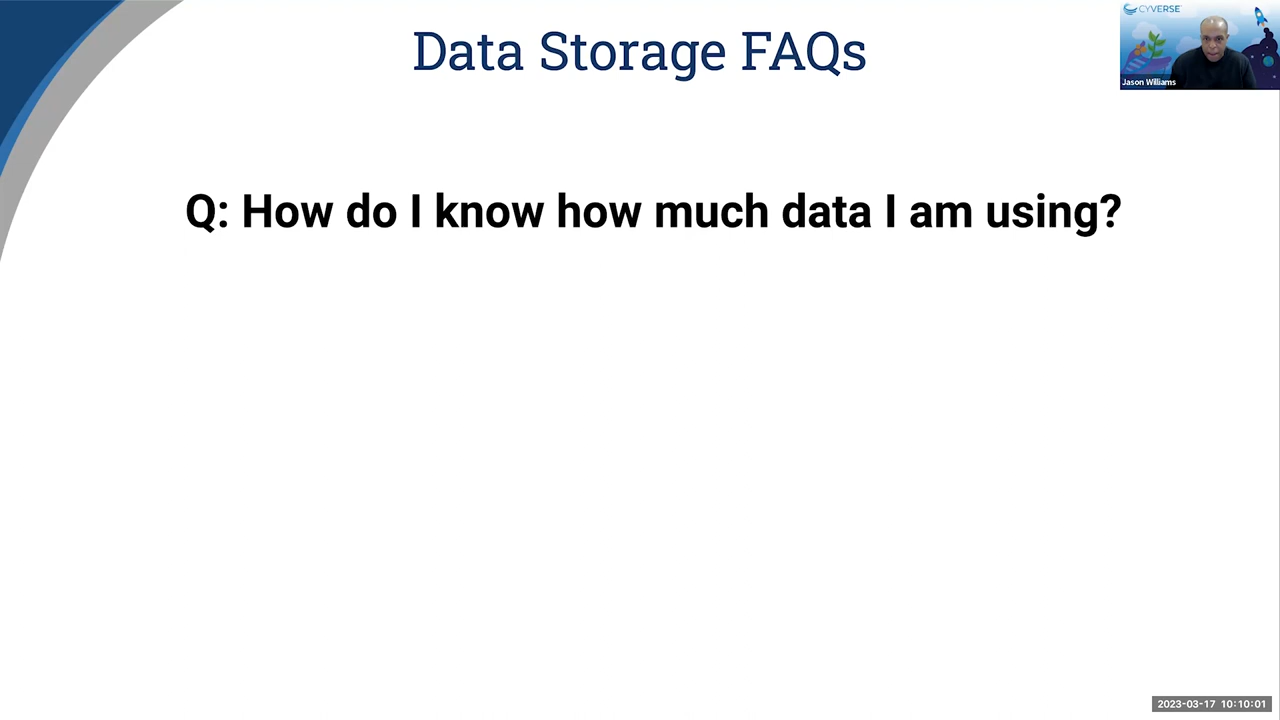 Data Storage FAQs
CYVERSE
Jason Williams
Q: How do I know how much data I am using?
2023-03-17 10:10:01